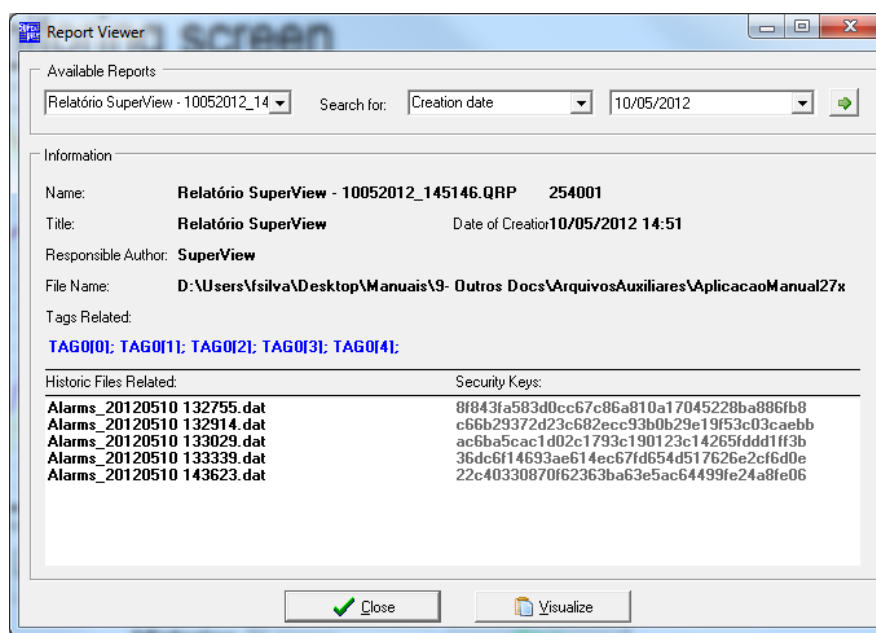 Report Viewer
screen
Available Reports
Relatório SuperView - 10052012_14 Search for: Creation date 10/05/2012
Information
Name: Relatório SuperView - 10052012_145146.QRP 254001
Title: Relatório SuperView Date of Creation 10/05/2012 14:51
Responsible Author: SuperView
File Name: D:\Users\fsilva\Desktop\Manuais\9- Outros Docs\ArquivosAuxiliares\AplicacaoManual27x
Tags Related:
TAG0[0]; TAG0[1]; TAG0[2]; TAG0[3]; TAG0[4];
Historic Files Related: Security Keys:
Alarms_20120510 132755.dat 8f843fa583d0cc67c86a810a17045228ba886fb8
Alarms_20120510 132914.dat c66b29372d23c682ecc93b0b29e19f53c03caebb
Alarms_20120510 133029.dat ac6ba5cac1d02c1793c190123c14265fddd1ff3b
Alarms_20120510 133339.dat 36dc6f14693ae614ec67fd654d517626e2cf6d0e
Alarms_20120510 143623.dat 22c40330870f62363ba63e5ac64499fe24a8fe06
Close Visualize